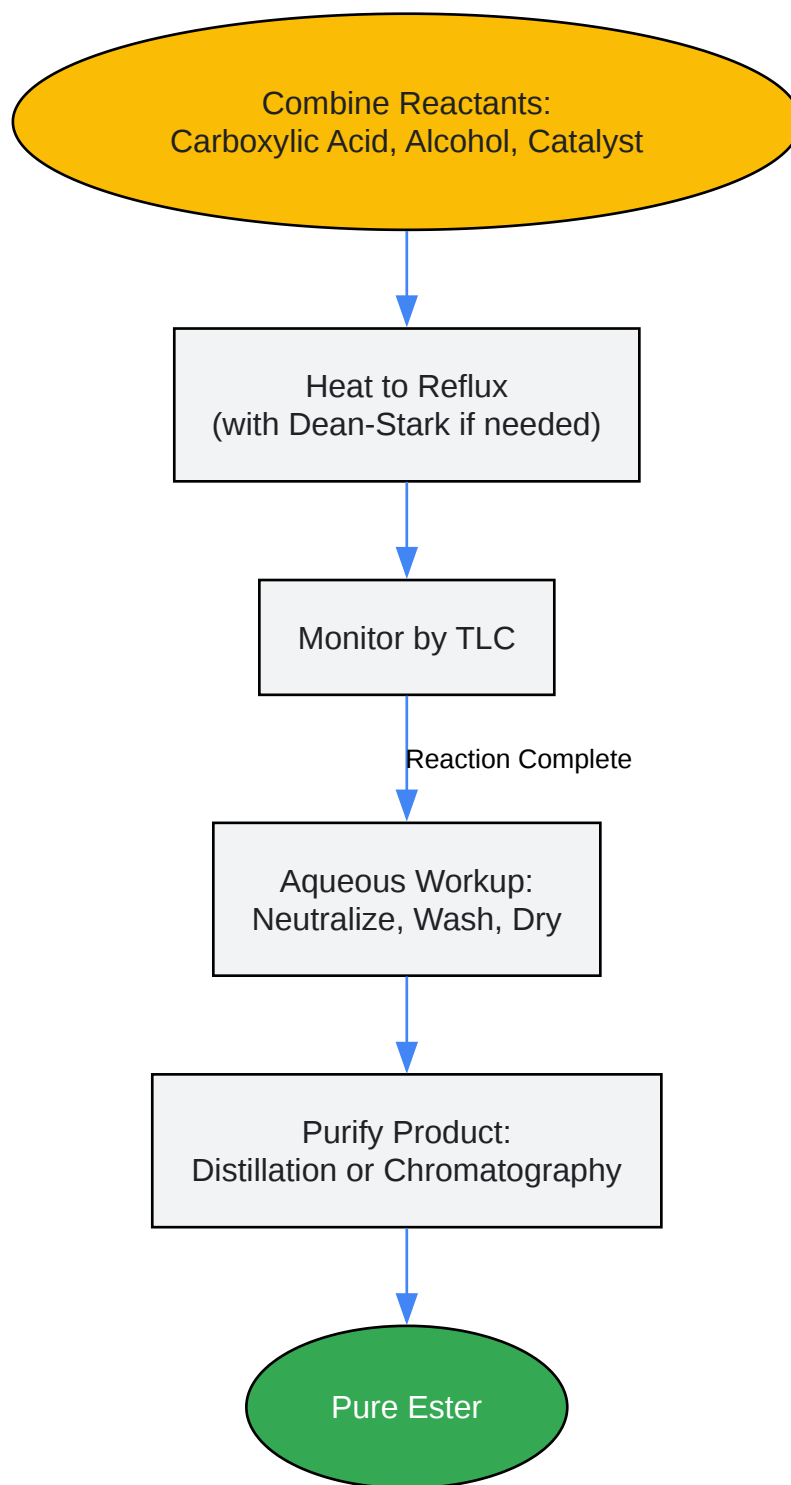 Combine Reactants:
Carboxylic Acid, Alcohol, Catalyst
Heat to Reflux
(with Dean-Stark if needed)
Monitor by TLC
Reaction Complete
Aqueous Workup:
Neutralize, Wash, Dry
Purify Product:
Distillation or Chromatography
Pure Ester